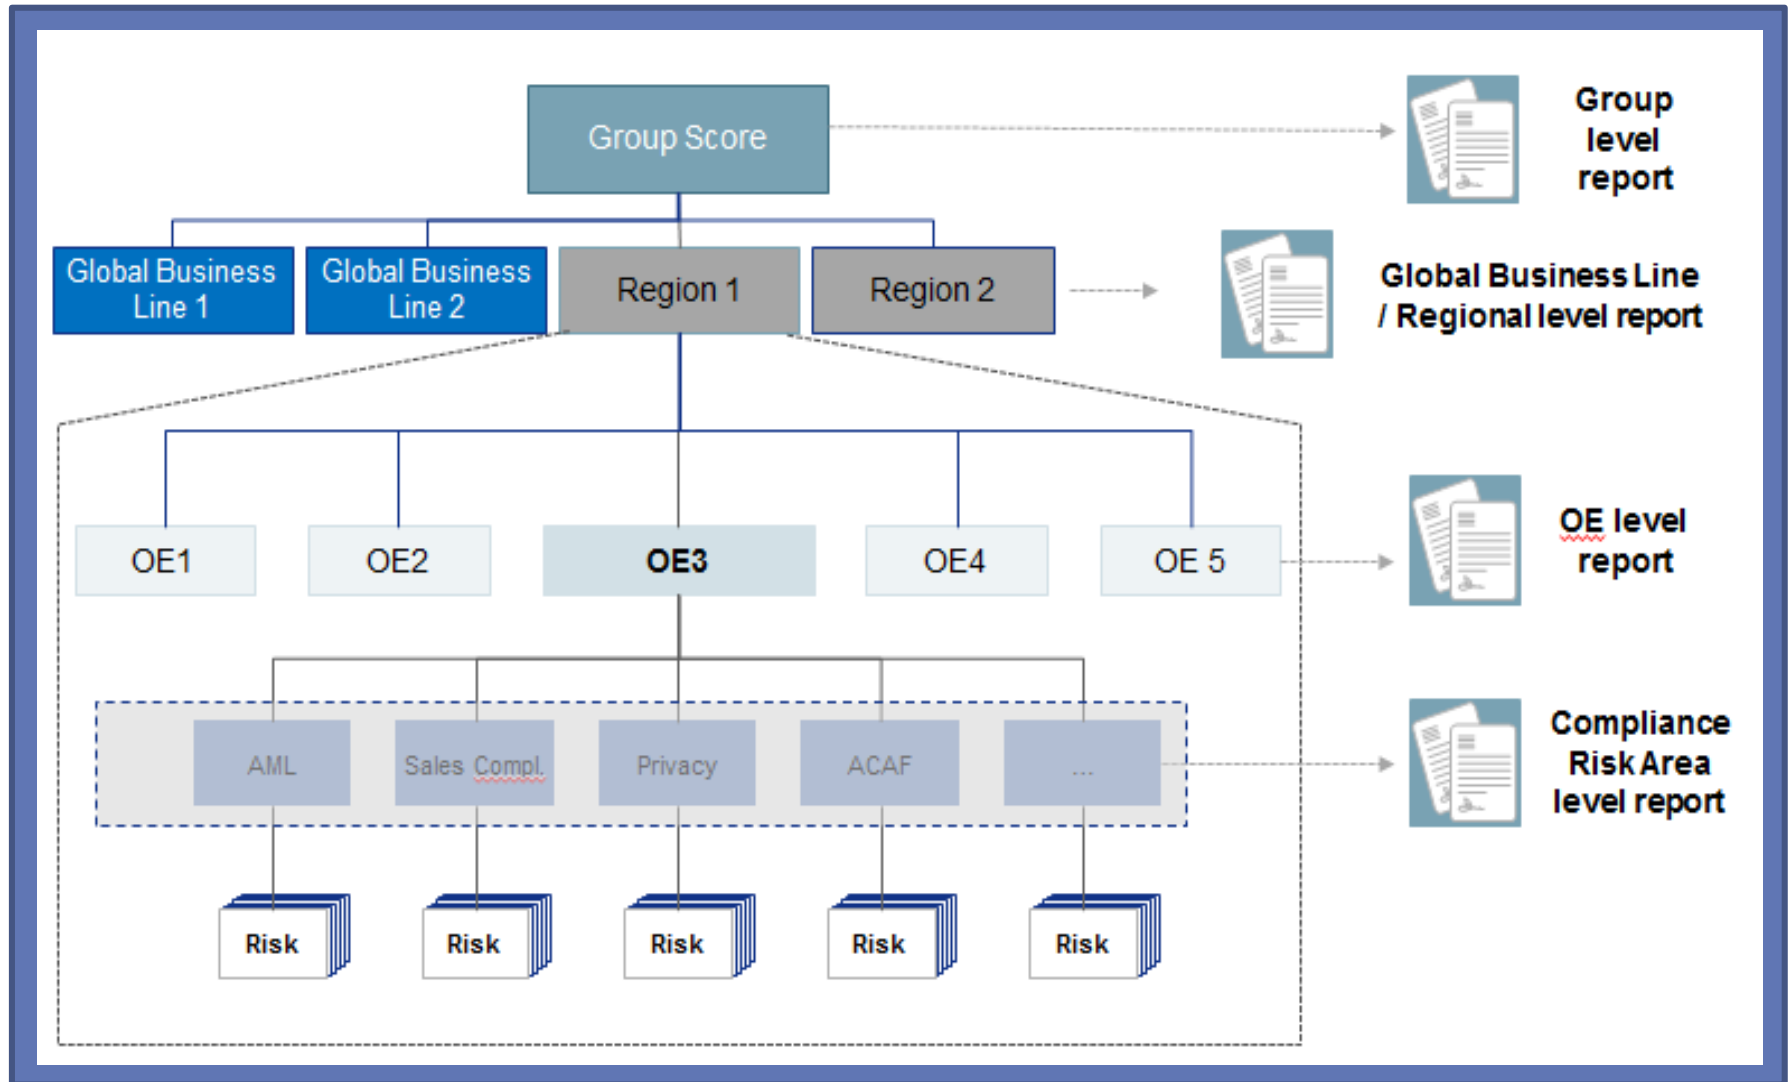 Group Score
Group
level
report
Global Business
Line 1
Global Business
Line 2
Region 1
Region 2
Global Business Line
/ Regional level report
OE1
OE2
OE3
OE4
OE 5
OE level
report
AML
Sales Compl.
Privacy
ACAF
...
Compliance
Risk Area
level report
Risk
Risk
Risk
Risk
Risk